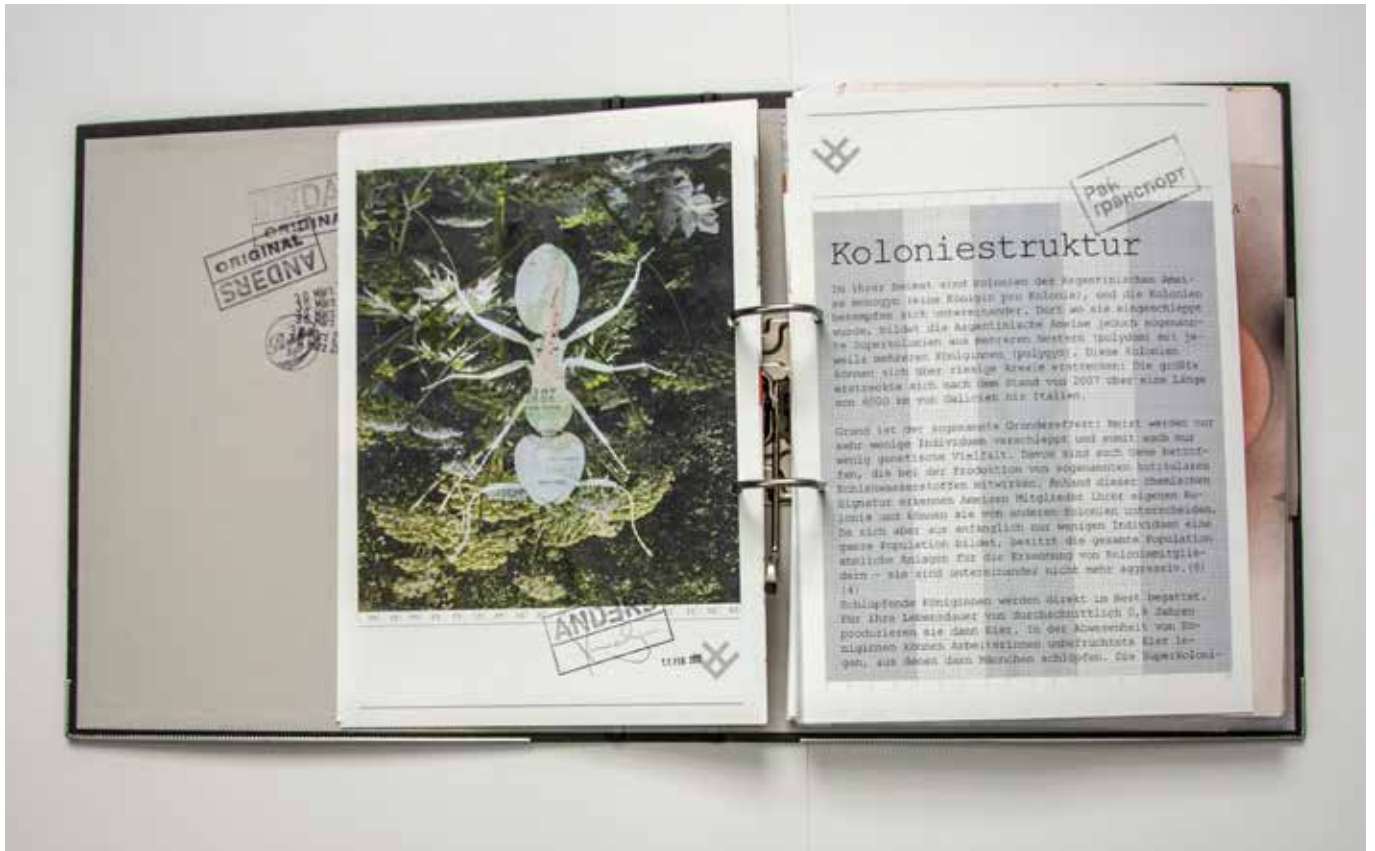 ORIGINAL
ORIGINAL
ANDERS
ANDERS
Рак
транспорт
Koloniestruktur
In ihrer Heimat sind Kolonien der Argentinischen Amei-
se monogyn (eine Königin pro Kolonie), und die Kolonien
bekämpfen sich untereinander. Dort wo sie eingeschleppt
wurde, bildet die Argentinische Ameise jedoch sogenann-
te Superkolonien aus mehreren Nestern (polydom) mit je-
weils mehreren Königinnen (polygyn). Diese Kolonien
können sich über riesige Areale erstrecken: Die größte
erstreckte sich nach dem Stand von 2007 über eine Länge
von 6000 km von Galicien bis Italien.
Grund ist der sogenannte Gründereffekt: Meist werden nur
sehr wenige Individuen verschleppt und somit auch nur
wenig genetische Vielfalt. Davon sind auch Gene betrof-
fen, die bei der Produktion von sogenannten kutikularen
Kohlenwasserstoffen mitwirken. Anhand dieser chemischen
Signatur erkennen Ameisen Mitglieder ihrer eigenen Ko-
lonie und können sie von anderen Kolonien unterscheiden.
Da sich aber aus anfänglich nur wenigen Individuen eine
ganze Population bildet, besitzt die gesamte Population
ähnliche Anlagen für die Erkennung von Koloniemitglie-
dern - sie sind untereinander nicht mehr aggressiv.
(4)
Schlüpfende Königinnen werden direkt im Nest begattet.
Für ihre Lebensdauer von durchschnittlich 0,8 Jahren
produzieren sie dann Eier. In der Abwesenheit von Kö-
niginnen können Arbeiterinnen unbefruchtete Eier le-
gen, aus denen dann Männchen schlüpfen. Die Superkoloni-